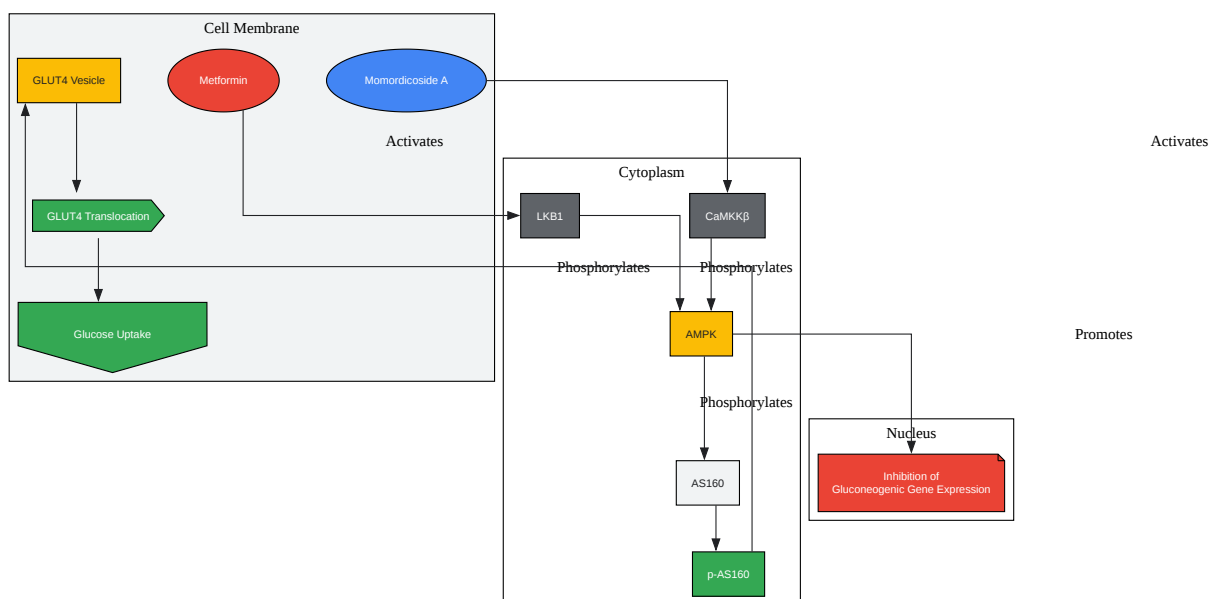 Cell Membrane
GLUT4 Vesicle
Metformin
Momordicoside A
Activates
Activates
Cytoplasm
GLUT4 Translocation
LKB1
CaMKKβ
Phosphorylates
Phosphorylates
Glucose Uptake
AMPK
Promotes
Phosphorylates
Nucleus
Inhibition of
Gluconeogenic Gene Expression
AS160
p-AS160